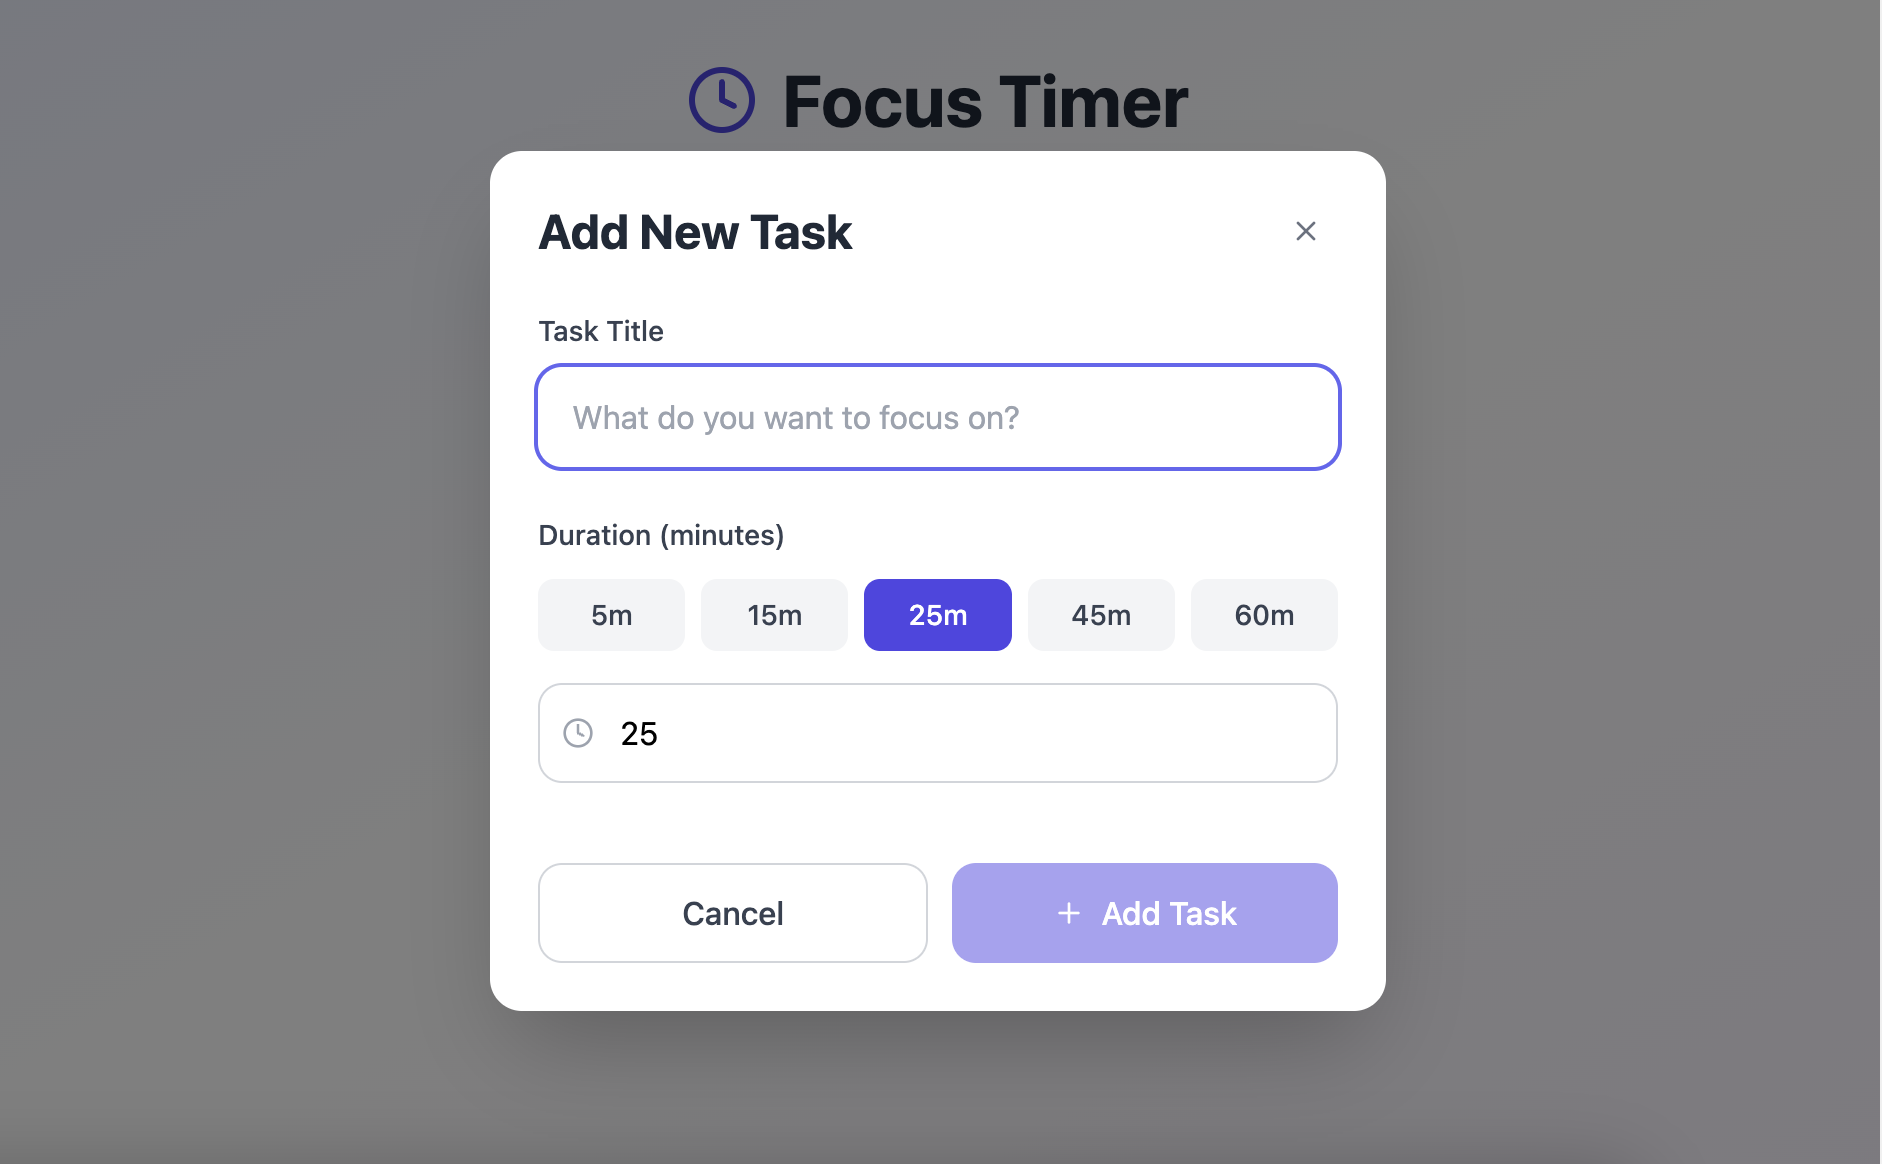 Focus Timer
Add New Task
Task Title
What do you want to focus on?
Duration (minutes)
5m 15m 25m 45m 60m
25
Cancel + Add Task